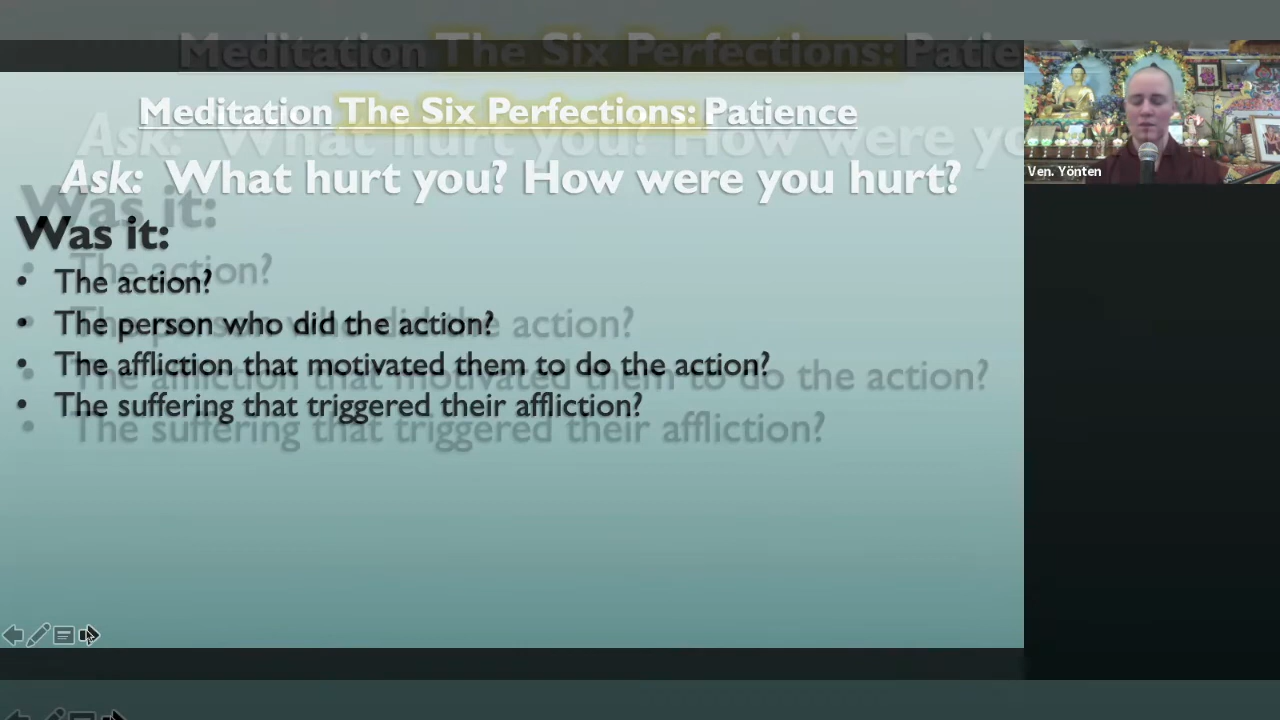 Meditation The Six Perfections: Patience
Ask: What hurt you? How were you hurt?
Was it:
• The action?
• The person who did the action?
• The affliction that motivated them to do the action?
• The suffering that triggered their affliction?
Ven. Yönten